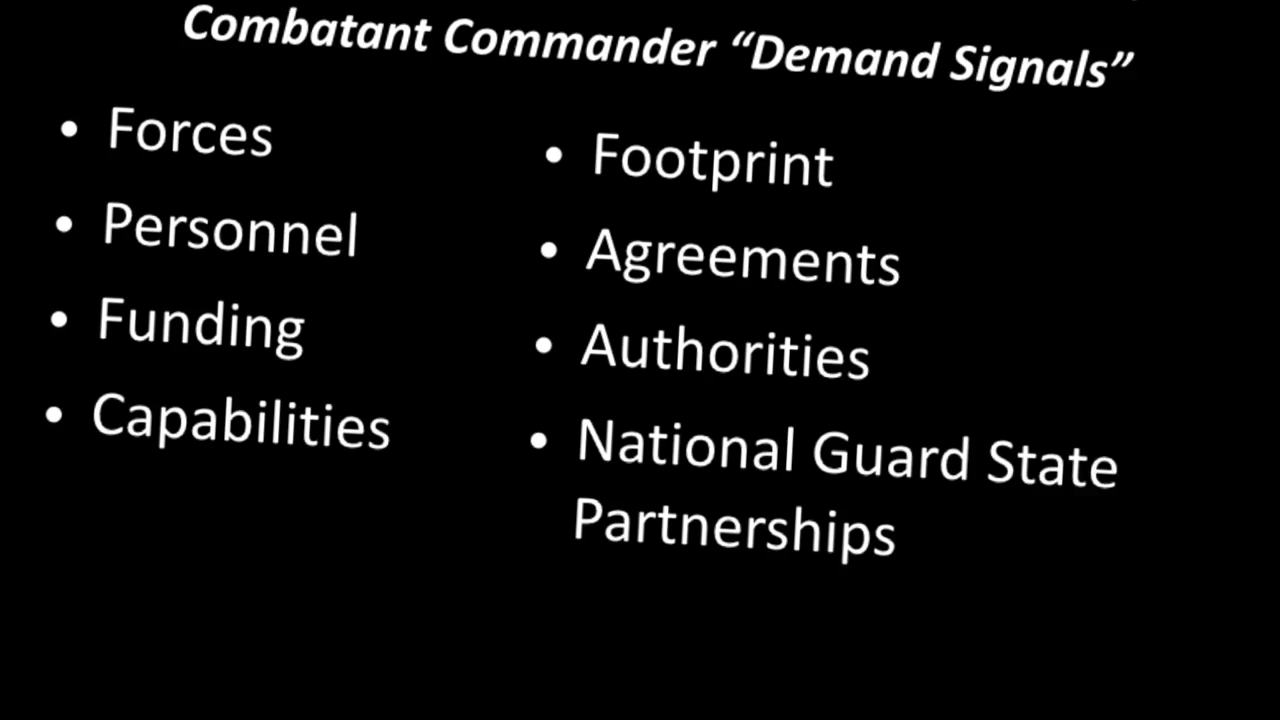 Combatant Commander “Demand Signals”
• Forces
• Personnel
• Funding
• Capabilities
• Footprint
• Agreements
• Authorities
• National Guard State
Partnerships